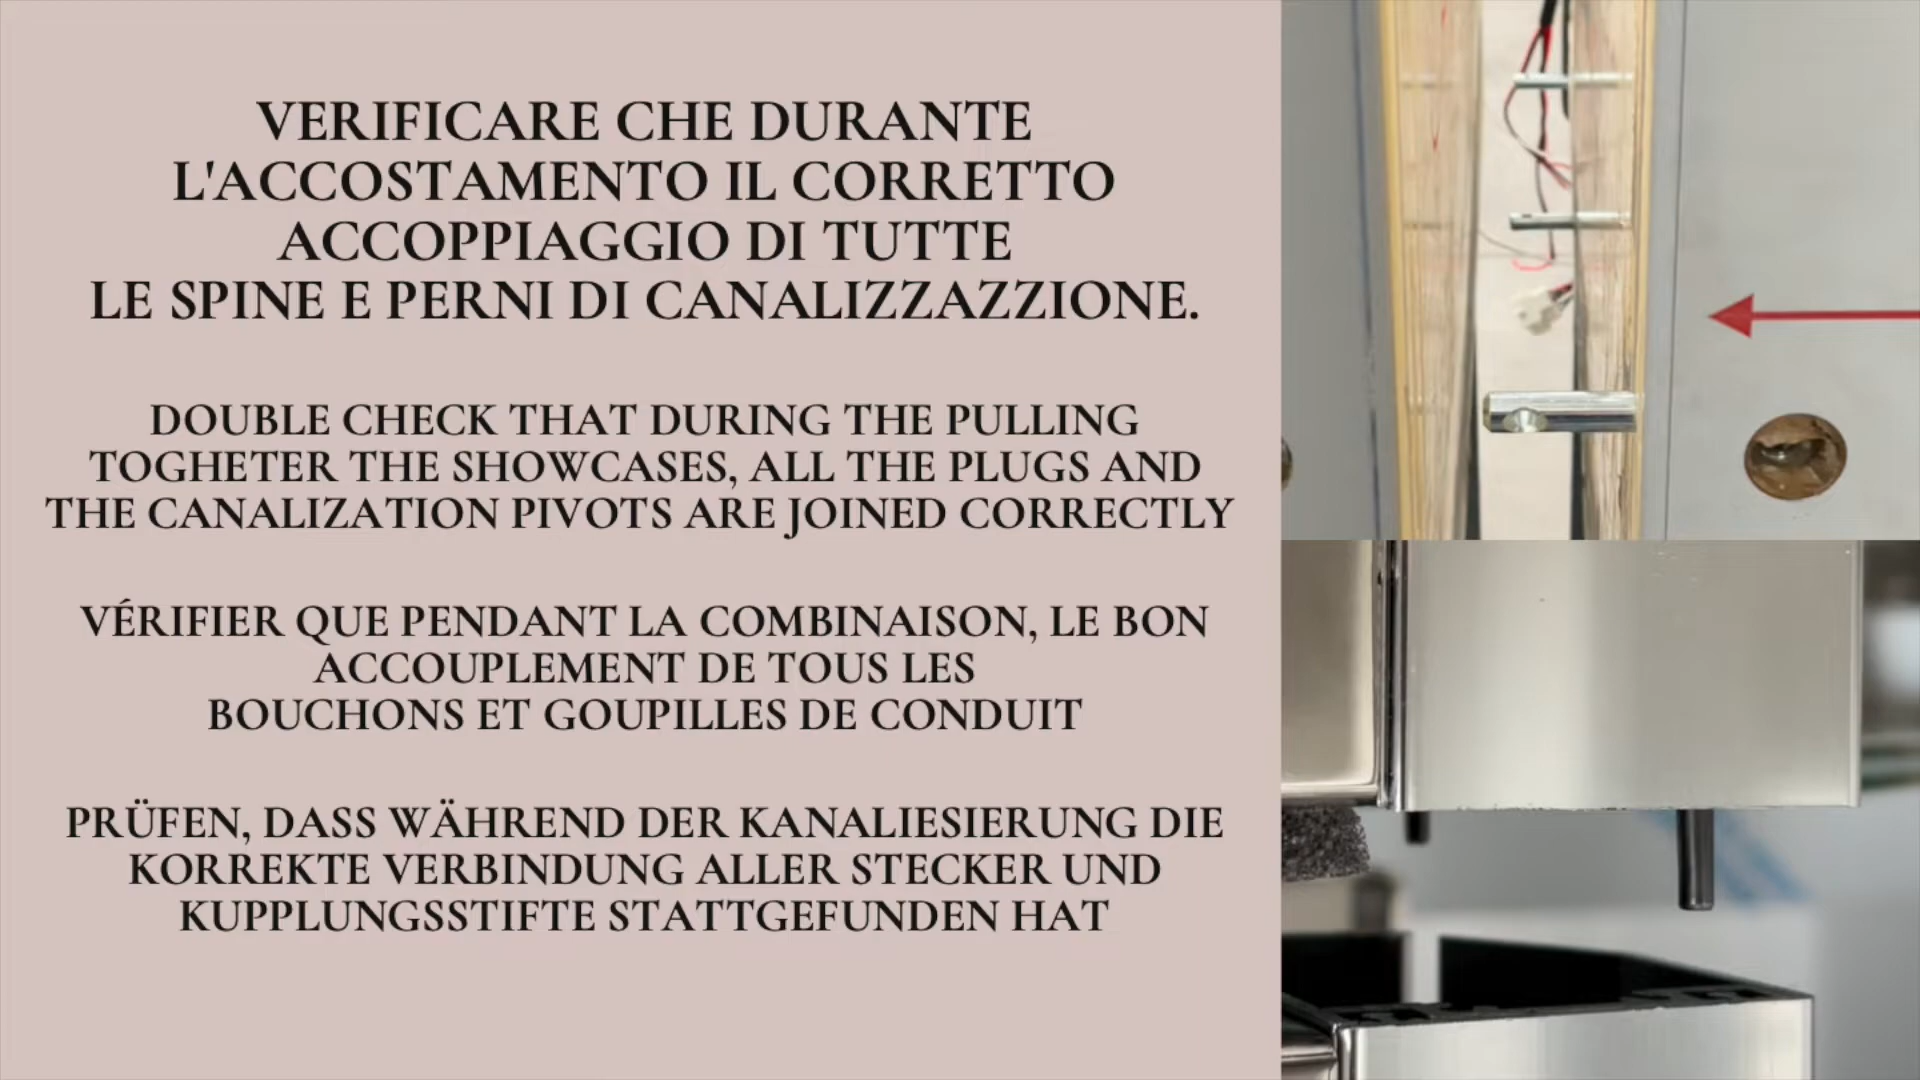 VERIFICARE CHE DURANTE
L'ACCOSTAMENTO IL CORRETTO
ACCOPPIAGGIO DI TUTTE
LE SPINE E PERNI DI CANALIZZAZZIONE.
DOUBLE CHECK THAT DURING THE PULLING
TOGHETER THE SHOWCASES, ALL THE PLUGS AND
THE CANALIZATION PIVOTS ARE JOINED CORRECTLY
VÉRIFIER QUE PENDANT LA COMBINAISON, LE BON
ACCOUPLEMENT DE TOUS LES
BOUCHONS ET GOUPILLES DE CONDUIT
PRÜFEN, DASS WÄHREND DER KANALIESIERUNG DIE
KORREKTE VERBINDUNG ALLER STECKER UND
KUPPLUNGSSTIFTE STATTGEFUNDEN HAT